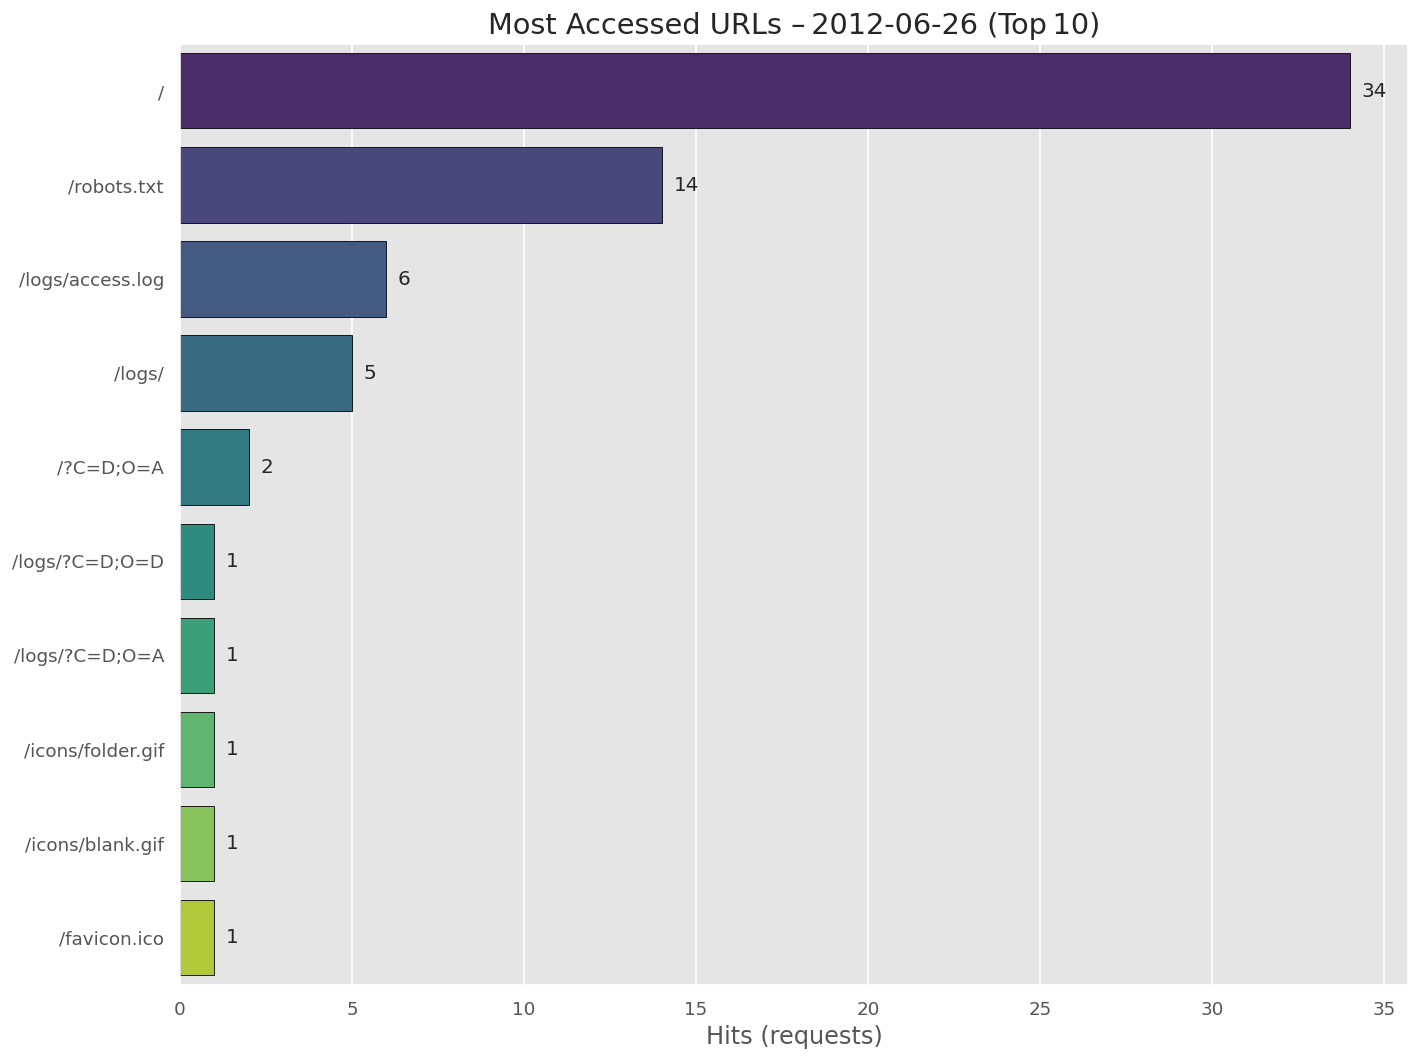 Most Accessed URLs – 2012-06-26 (Top 10)
/
34
/robots.txt
14
/logs/access.log
6
/logs/
5
/?C=D;O=A
2
/logs/?C=D;O=D
1
/logs/?C=D;O=A
1
/icons/folder.gif
1
/icons/blank.gif
1
/favicon.ico
1
0 5 10 15 20 25 30 35
Hits (requests)